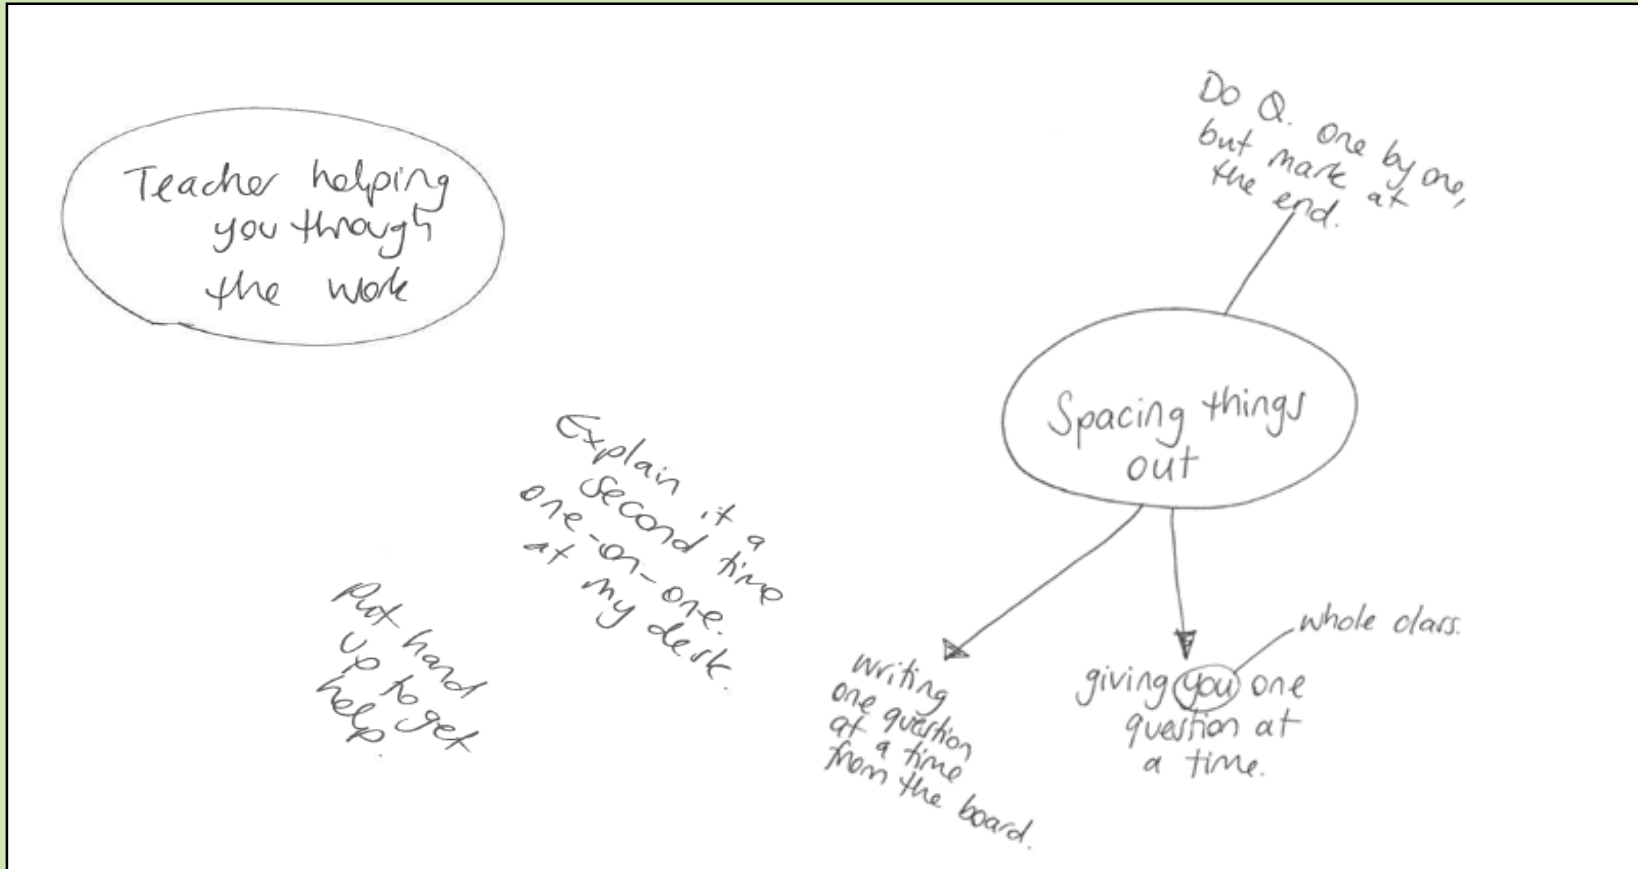 Teacher helping
you through
the work
Do Q. one by one,
but mark at
the end.
Spacing things
out
Explain it a
second time
one-on-one.
at my desk.
Put hand
up to get
help.
writing
one question
at a time
from the board.
giving you one
question at
a time.
whole class.